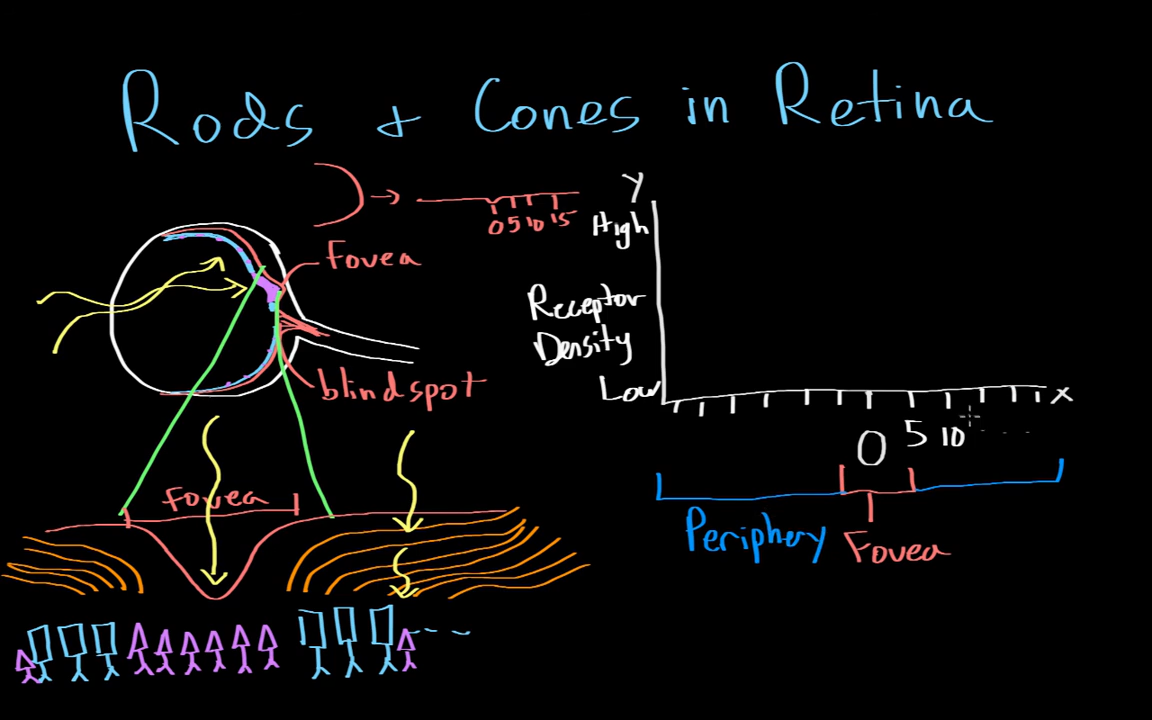 Rods + Cones in Retina
0 5 10 15
Y
High
Fovea
Receptor
Density
Low
X
blindspot
0 5 10
Fovea
Periphery
Fovea